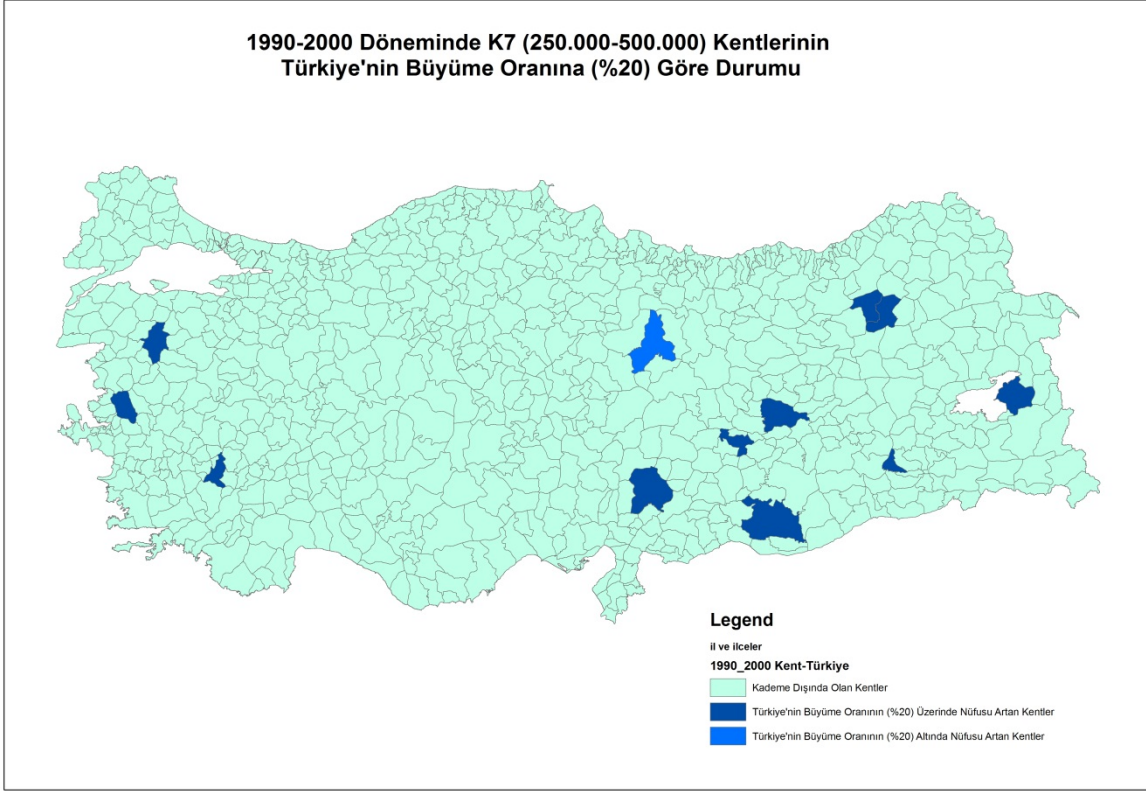 1990-2000 Döneminde K7 (250.000-500.000) Kentlerinin
Türkiye'nin Büyüme Oranına (%20) Göre Durumu
Legend
il ve ilceler
1990_2000 Kent-Türkiye
Kademe Dışında Olan Kentler
Türkiye'nin Büyüme Oranının (%20) Üzerinde Nüfusu Artan Kentler
Türkiye'nin Büyüme Oranının (%20) Altında Nüfusu Artan Kentler